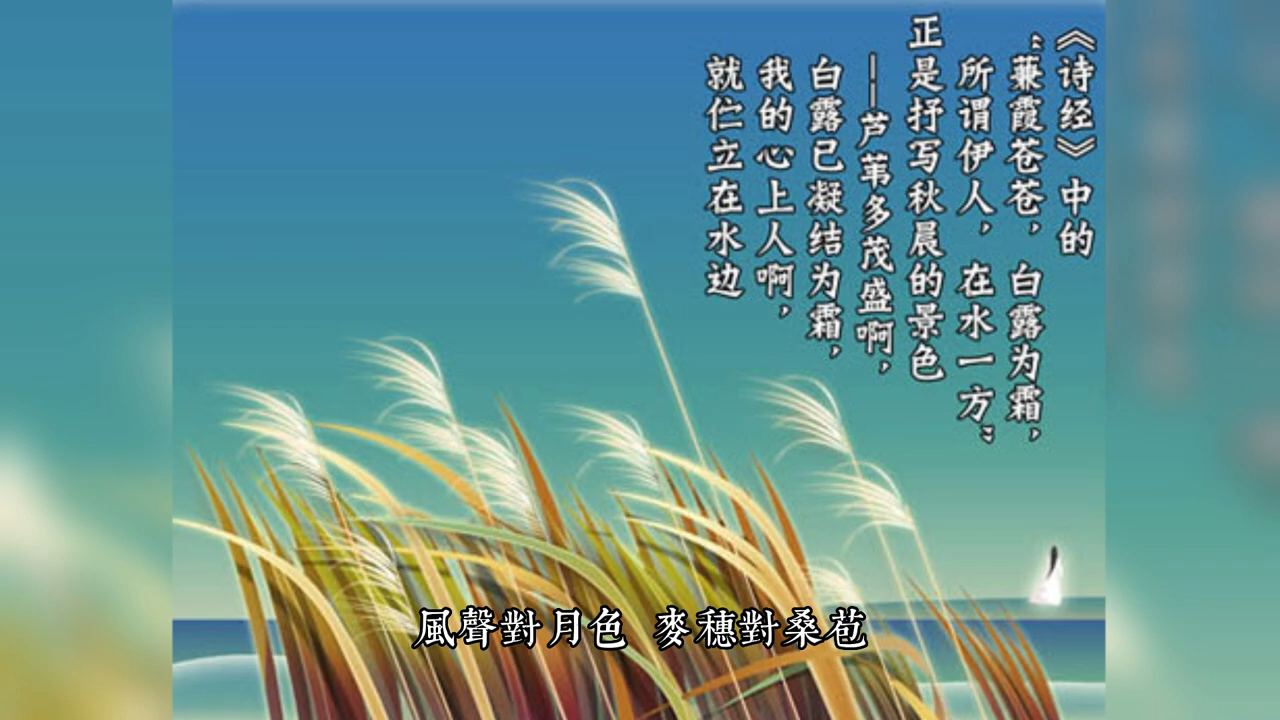 《诗经》中的
“蒹霞苍苍，白露为霜，
所谓伊人，在水一方”
正是抒写秋晨的景色
——芦苇多茂盛啊，
白露已凝结为霜，
我的心上人啊，
就伫立在水边
風聲對月色 麥穗對桑苞